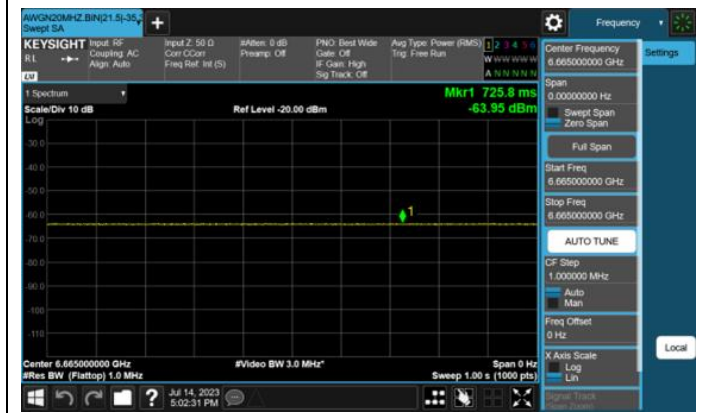 AWGN20MHZ.BIN|21.5|-35.
Swept SA
Frequency
KEYSIGHT
RL
Input: RF
Coupling: AC
Align: Auto
Input Z: 50 Ω
Corr CCorr
Freq Ref: Int (S)
#Atten: 0 dB
Preamp: Off
PNO: Best Wide
Gate: Off
IF Gain: High
Sig Track: Off
Avg Type: Power (RMS)
Trig: Free Run
1 2 3 4 5 6
W W W W W W
A N N N N N
LM
1 Spectrum
Scale/Div 10 dB
Log
Ref Level -20.00 dBm
Mkr1 725.8 ms
-63.95 dBm
-30.0
-40.0
-50.0
-60.0
-70.0
-80.0
-90.0
-100
-110
1
Center 6.665000000 GHz
#Res BW (Flattop) 1.0 MHz
#Video BW 3.0 MHz*
Span 0 Hz
Sweep 1.00 s (1000 pts)
Jul 14, 2023
5:02:31 PM
?
Center Frequency
6.665000000 GHz
Span
0.00000000 Hz
Swept Span
Zero Span
Full Span
Start Freq
6.665000000 GHz
Stop Freq
6.665000000 GHz
AUTO TUNE
CF Step
1.000000 MHz
Auto
Man
Freq Offset
0 Hz
X Axis Scale
Log
Lin
Signal Track
Settings
Local